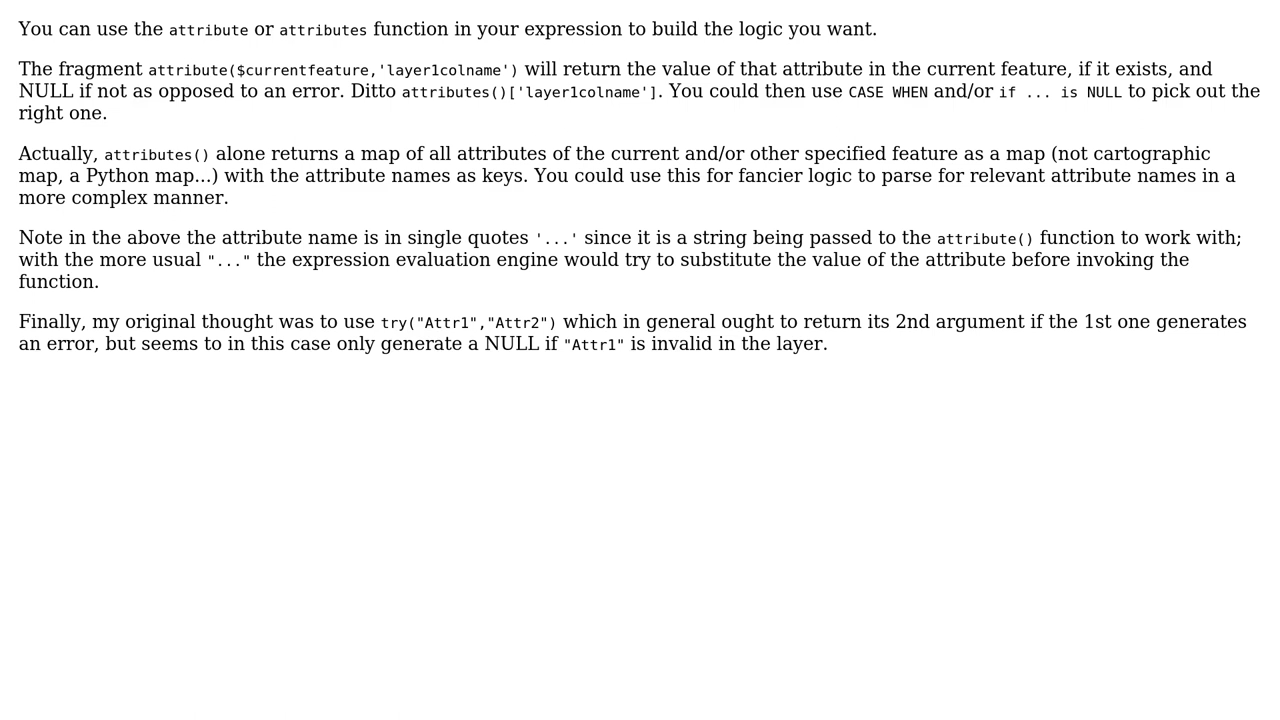 You can use the attribute or attributes function in your expression to build the logic you want.
The fragment attribute($currentfeature,'layer1colname') will return the value of that attribute in the current feature, if it exists, and
NULL if not as opposed to an error. Ditto attributes()['layer1colname']. You could then use CASE WHEN and/or if ... is NULL to pick out the
right one.
Actually, attributes() alone returns a map of all attributes of the current and/or other specified feature as a map (not cartographic
map, a Python map...) with the attribute names as keys. You could use this for fancier logic to parse for relevant attribute names in a
more complex manner.
Note in the above the attribute name is in single quotes '...' since it is a string being passed to the attribute() function to work with;
with the more usual "..." the expression evaluation engine would try to substitute the value of the attribute before invoking the
function.
Finally, my original thought was to use try("Attr1","Attr2") which in general ought to return its 2nd argument if the 1st one generates
an error, but seems to in this case only generate a NULL if "Attr1" is invalid in the layer.